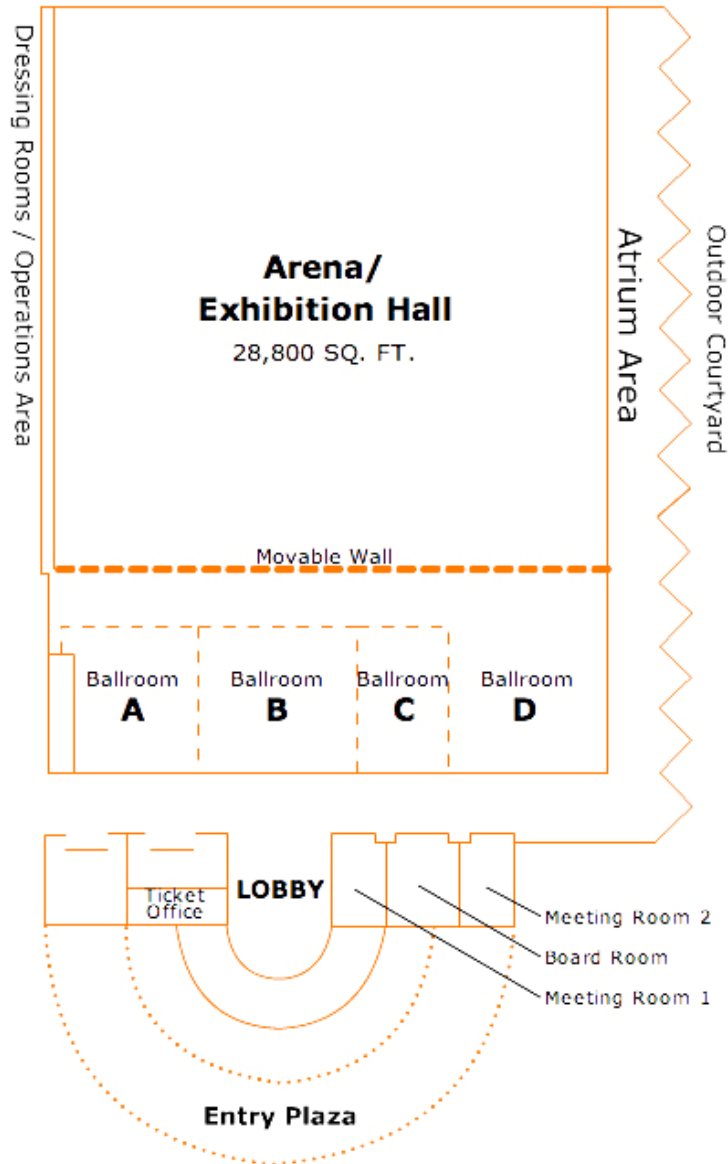 Dressing Rooms / Operations Area
Arena/
Exhibition Hall
28,800 SQ. FT.
Atrium Area
Outdoor Courtyard
Movable Wall
Ballroom
A
Ballroom
B
Ballroom
C
Ballroom
D
Ticket
Office
LOBBY
Meeting Room 2
Board Room
Meeting Room 1
Entry Plaza